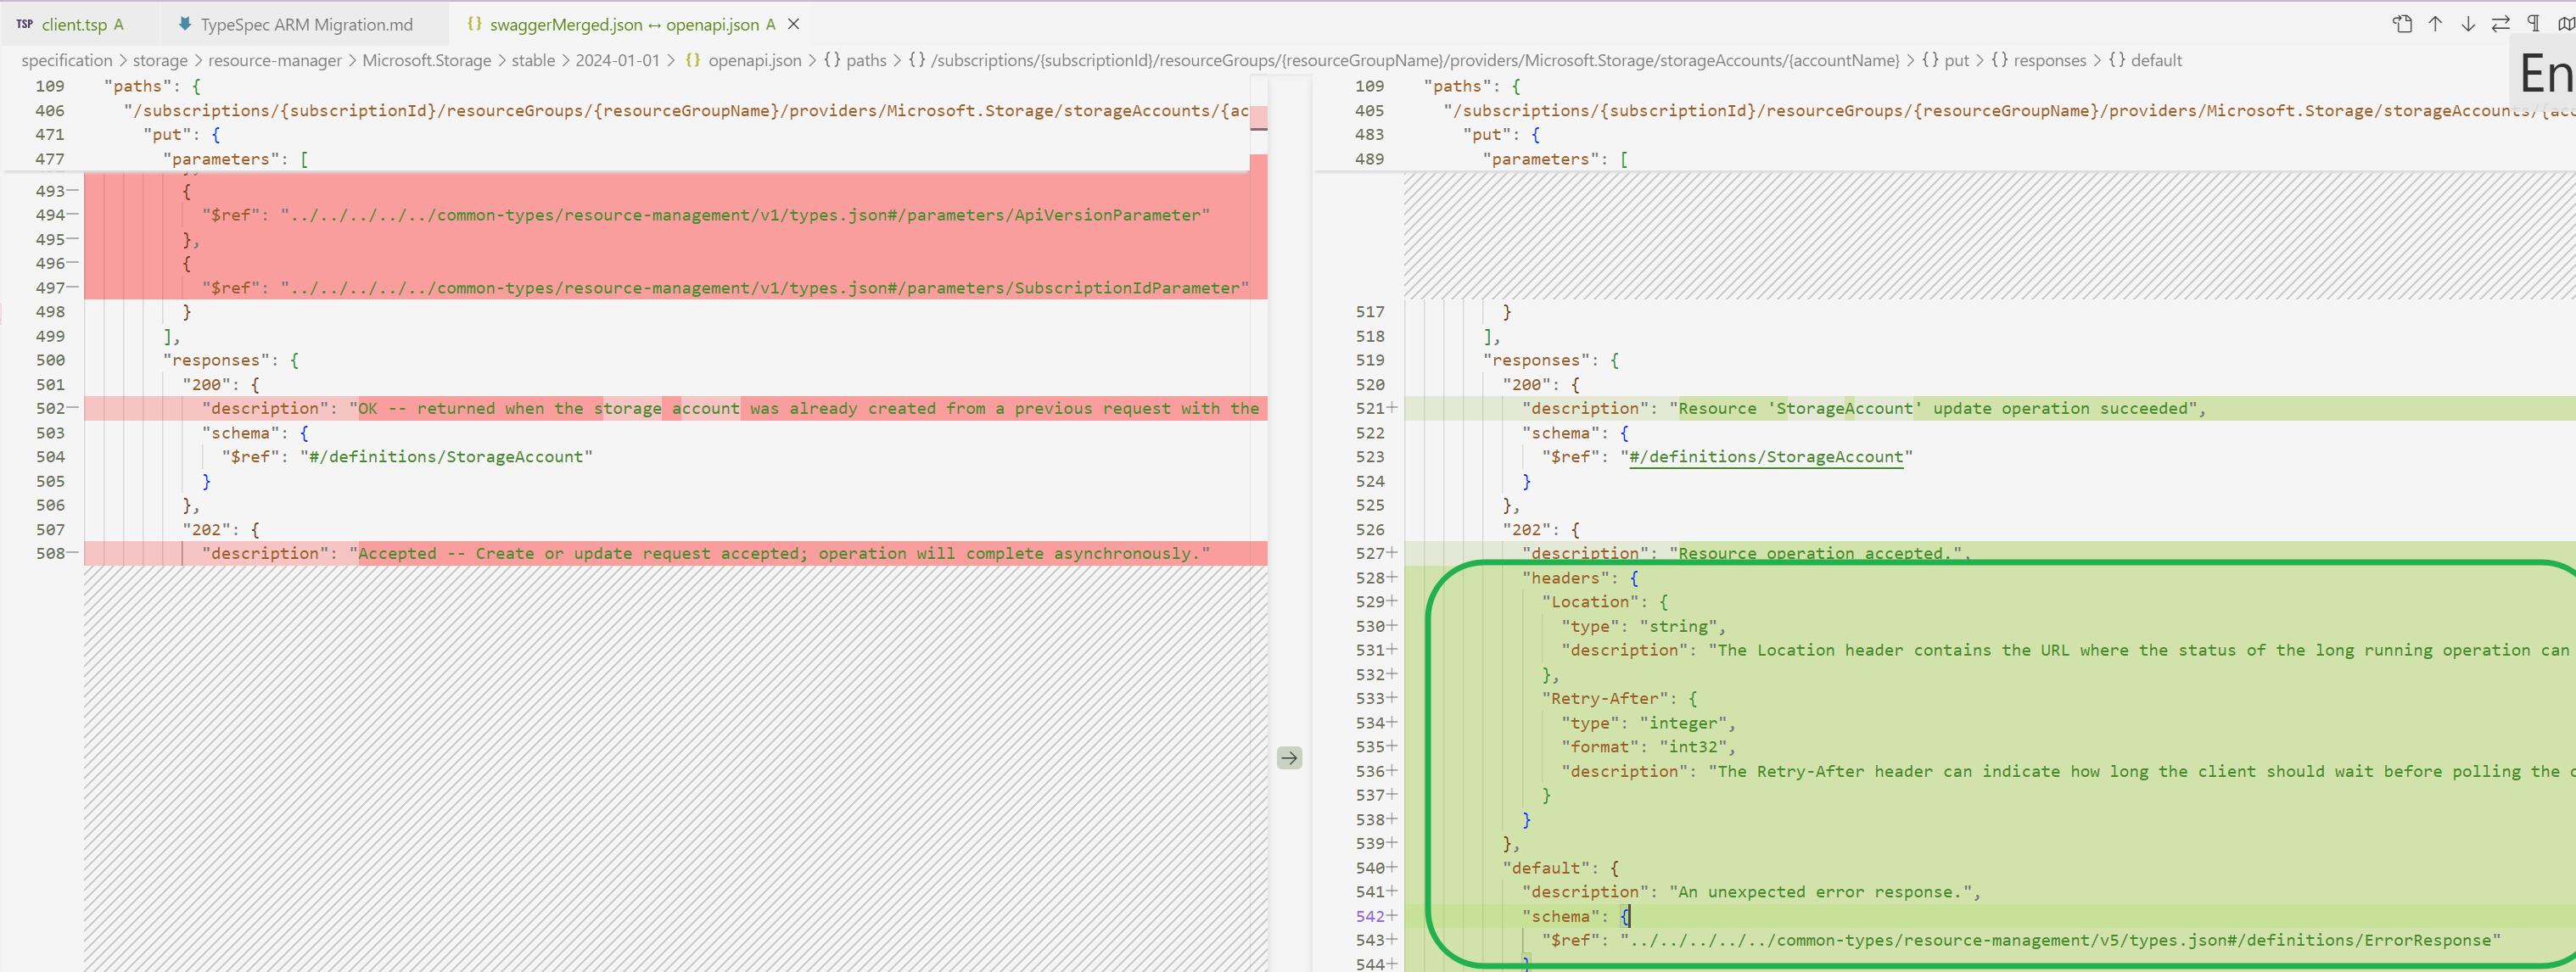 TSP client.tsp A
TypeSpec ARM Migration.md
{} swaggerMerged.json ↔ openapi.json A
specification > storage > resource-manager > Microsoft.Storage > stable > 2024-01-01 > {} openapi.json > {} paths > {} /subscriptions/{subscriptionId}/resourceGroups/{resourceGroupName}/providers/Microsoft.Storage/storageAccounts/{accountName} > {} put > {} responses > {} default
En
109 "paths": {
406 "/subscriptions/{subscriptionId}/resourceGroups/{resourceGroupName}/providers/Microsoft.Storage/storageAccounts/{ac
471 "put": {
477 "parameters": [
493 {
494 "$ref": "../../../../../common-types/resource-management/v1/types.json#/parameters/ApiVersionParameter"
495 },
496 {
497 "$ref": "../../../../../common-types/resource-management/v1/types.json#/parameters/SubscriptionIdParameter"
498 }
499 ],
500 "responses": {
501 "200": {
502 "description": "OK -- returned when the storage account was already created from a previous request with the
503 "schema": {
504 "$ref": "#/definitions/StorageAccount"
505 }
506 },
507 "202": {
508 "description": "Accepted -- Create or update request accepted; operation will complete asynchronously."
109 "paths": {
405 "/subscriptions/{subscriptionId}/resourceGroups/{resourceGroupName}/providers/Microsoft.Storage/storageAccounts/{acc
483 "put": {
489 "parameters": [
517 }
518 ],
519 "responses": {
520 "200": {
521+ "description": "Resource 'StorageAccount' update operation succeeded",
522 "schema": {
523 "$ref": "#/definitions/StorageAccount"
524 }
525 },
526 "202": {
527+ "description": "Resource operation accepted.",
528+ "headers": {
529+ "Location": {
530+ "type": "string",
531+ "description": "The Location header contains the URL where the status of the long running operation can
532+ },
533+ "Retry-After": {
534+ "type": "integer",
535+ "format": "int32",
536+ "description": "The Retry-After header can indicate how long the client should wait before polling the
537+ }
538+ }
539+ },
540+ "default": {
541+ "description": "An unexpected error response.",
542+ "schema": {
543+ "$ref": "../../../../../common-types/resource-management/v5/types.json#/definitions/ErrorResponse"
544+ }